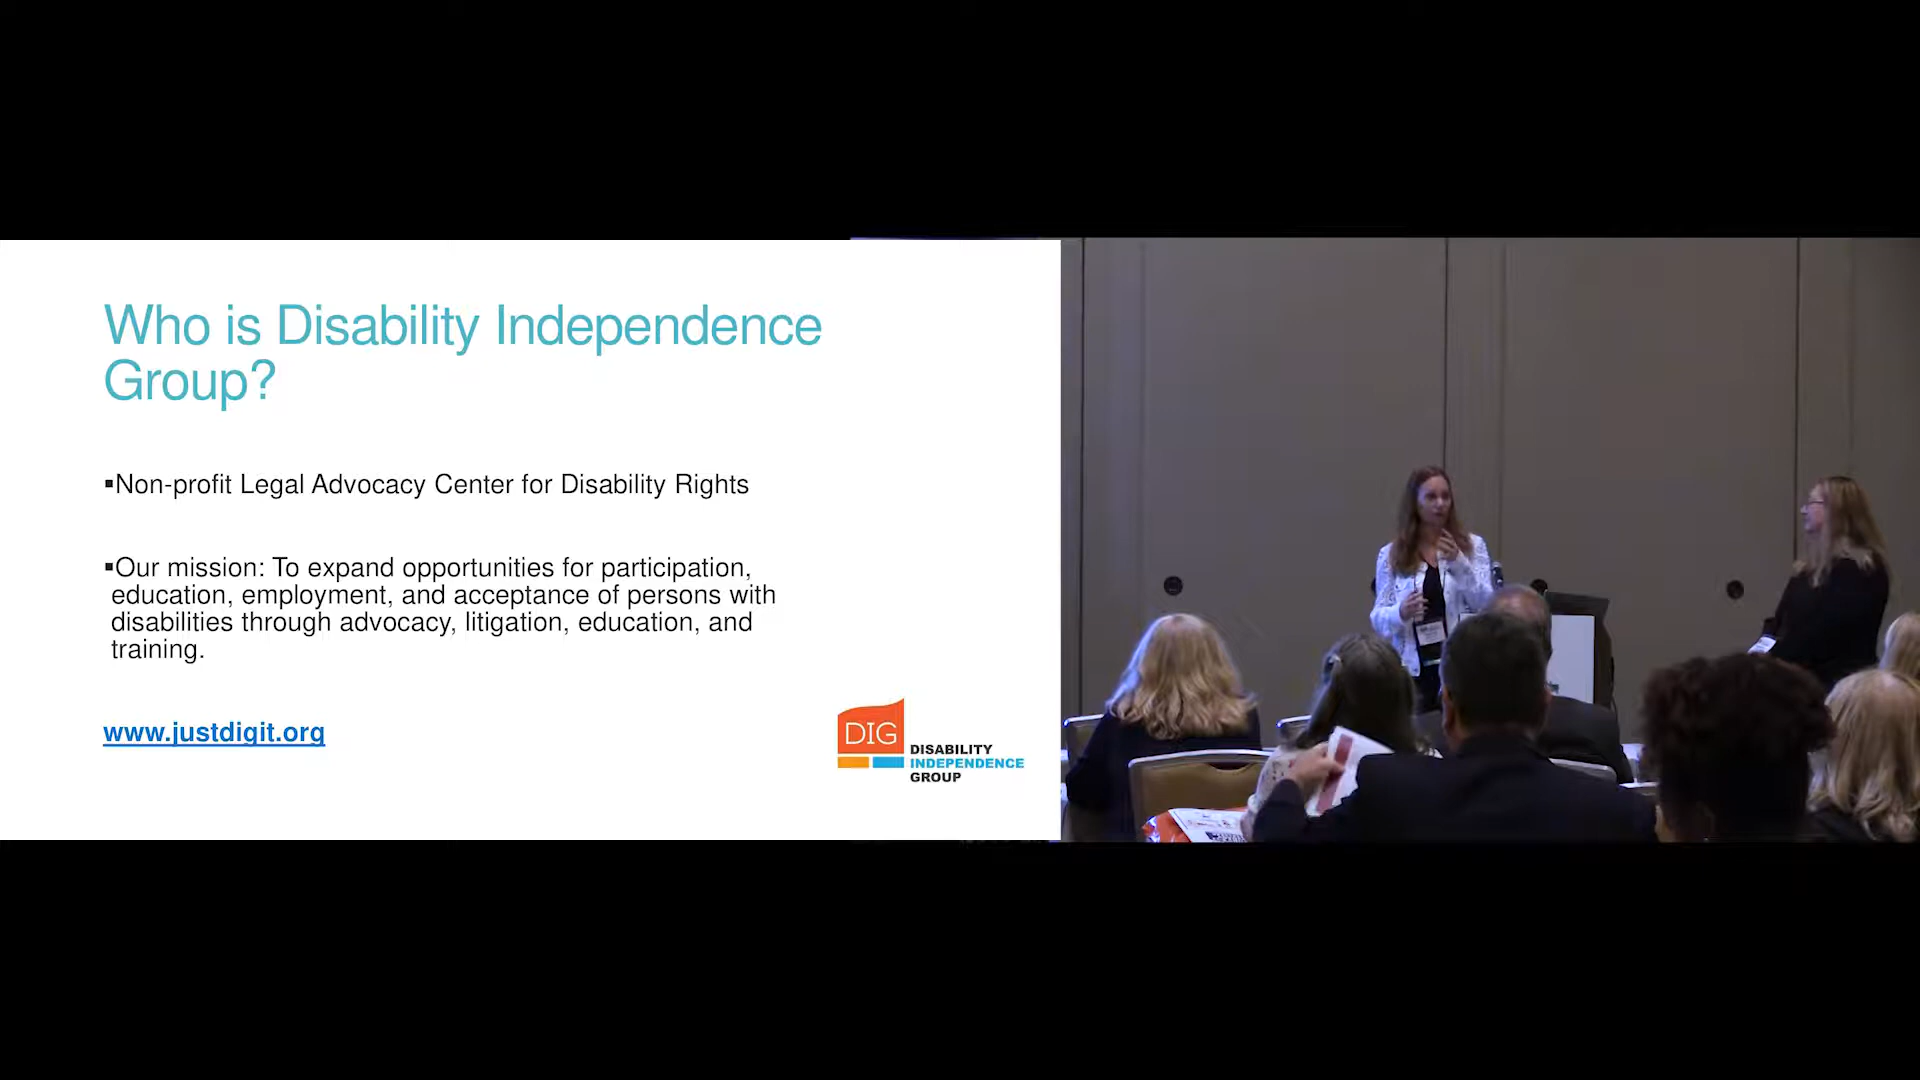 Who is Disability Independence
Group?
▪Non-profit Legal Advocacy Center for Disability Rights
▪Our mission: To expand opportunities for participation,
education, employment, and acceptance of persons with
disabilities through advocacy, litigation, education, and
training.
www.justdigit.org
DIG
DISABILITY
INDEPENDENCE
GROUP